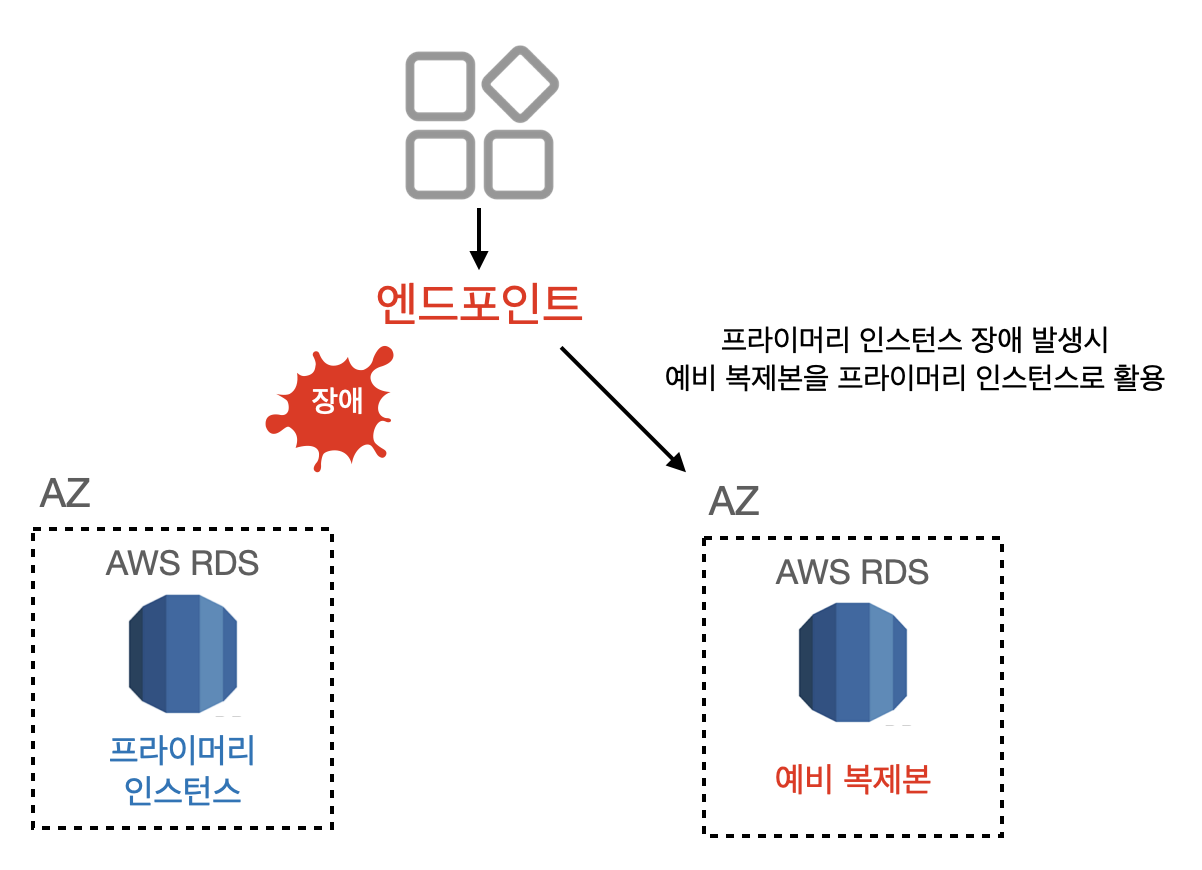 엔드포인트
프라이머리 인스턴스 장애 발생시
예비 복제본을 프라이머리 인스턴스로 활용
장애
AZ
AWS RDS
프라이머리
인스턴스
AZ
AWS RDS
예비 복제본